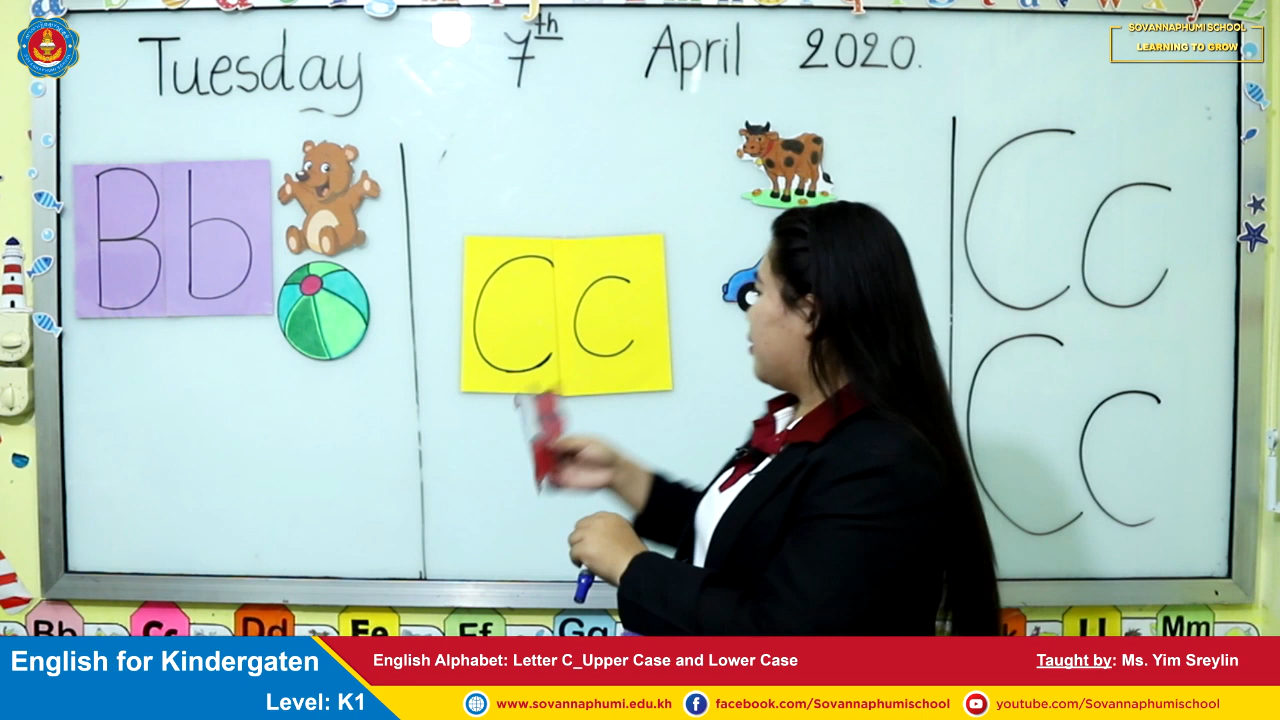 SOVANNAPHUMI SCHOOL
LEARNING TO GROW
Tuesday 7th April 2020.
Bb
Cc
Cc
Cc
Bb Cc Dd Ee Ff Gg k Ll Mm
English for Kindergaten
Level: K1
English Alphabet: Letter C_Upper Case and Lower Case
Taught by: Ms. Yim Sreylin
www.sovannaphumi.edu.kh facebook.com/Sovannaphumischool youtube.com/Sovannaphumischool